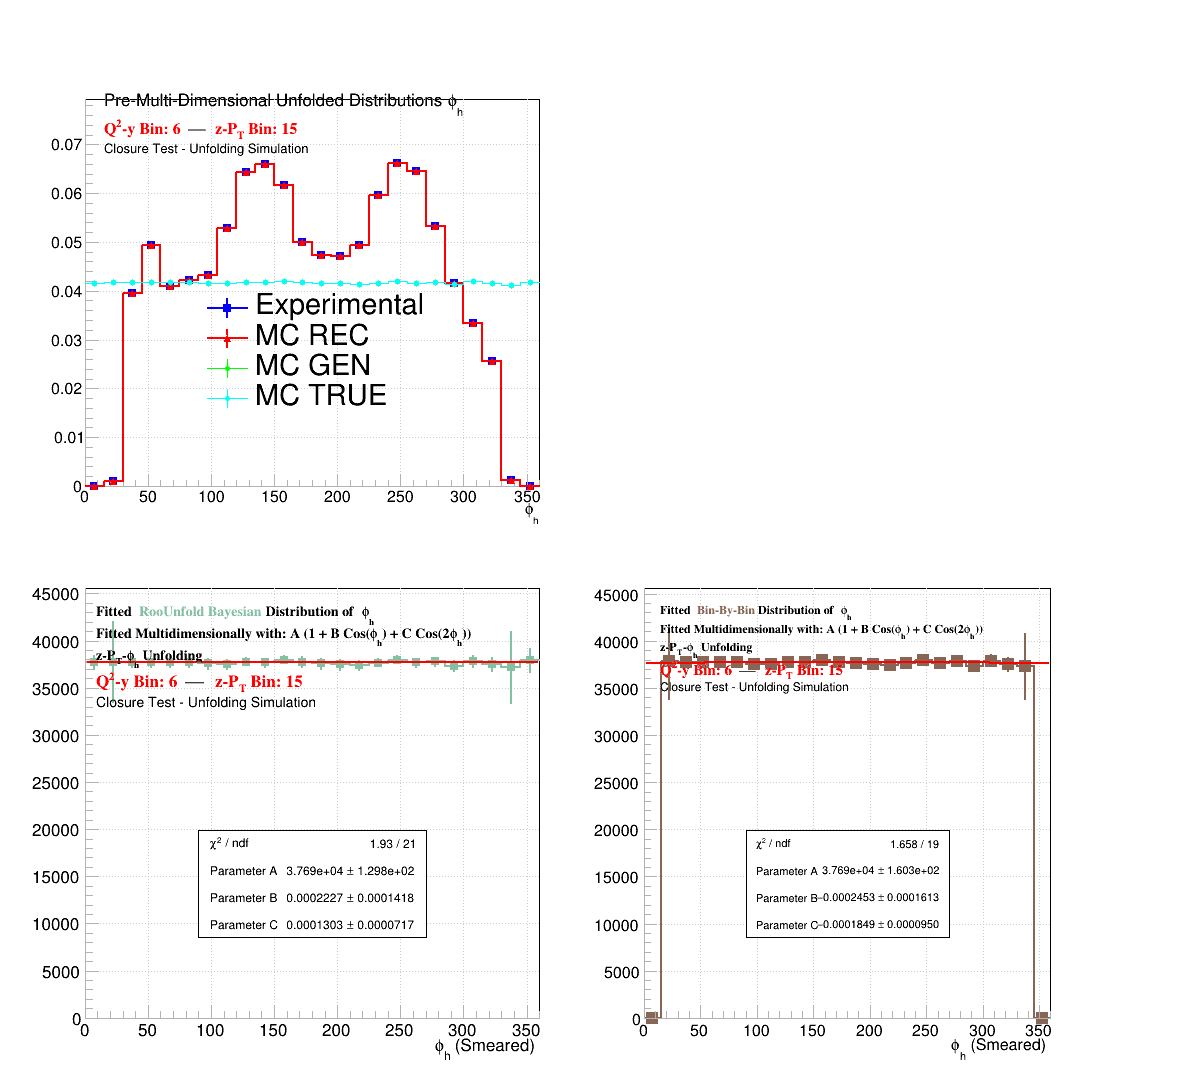 Pre-Multi-Dimensional Unfolded Distributions ϕh
Q2-y Bin: 6 — z-PT Bin: 15
Closure Test - Unfolding Simulation
0.07
0.06
0.05
0.04
0.03
0.02
0.01
0
Experimental
MC REC
MC GEN
MC TRUE
0 50 100 150 200 250 300 350
ϕh
45000
40000
35000
30000
25000
20000
15000
10000
5000
0
Fitted RooUnfold Bayesian Distribution of ϕh
Fitted Multidimensionally with: A (1 + B Cos(ϕh) + C Cos(2ϕh))
z-PT-ϕh Unfolding
Q2-y Bin: 6 — z-PT Bin: 15
Closure Test - Unfolding Simulation
χ2 / ndf 1.93 / 21
Parameter A 3.769e+04 ± 1.298e+02
Parameter B 0.0002227 ± 0.0001418
Parameter C 0.0001303 ± 0.0000717
0 50 100 150 200 250 300 350
ϕh (Smeared)
45000
40000
35000
30000
25000
20000
15000
10000
5000
0
Fitted Bin-By-Bin Distribution of ϕh
Fitted Multidimensionally with: A (1 + B Cos(ϕh) + C Cos(2ϕh))
z-PT-ϕh Unfolding
Q2-y Bin: 6 — z-PT Bin: 15
Closure Test - Unfolding Simulation
χ2 / ndf 1.658 / 19
Parameter A 3.769e+04 ± 1.603e+02
Parameter B −0.0002453 ± 0.0001613
Parameter C −0.0001849 ± 0.0000950
0 50 100 150 200 250 300 350
ϕh (Smeared)